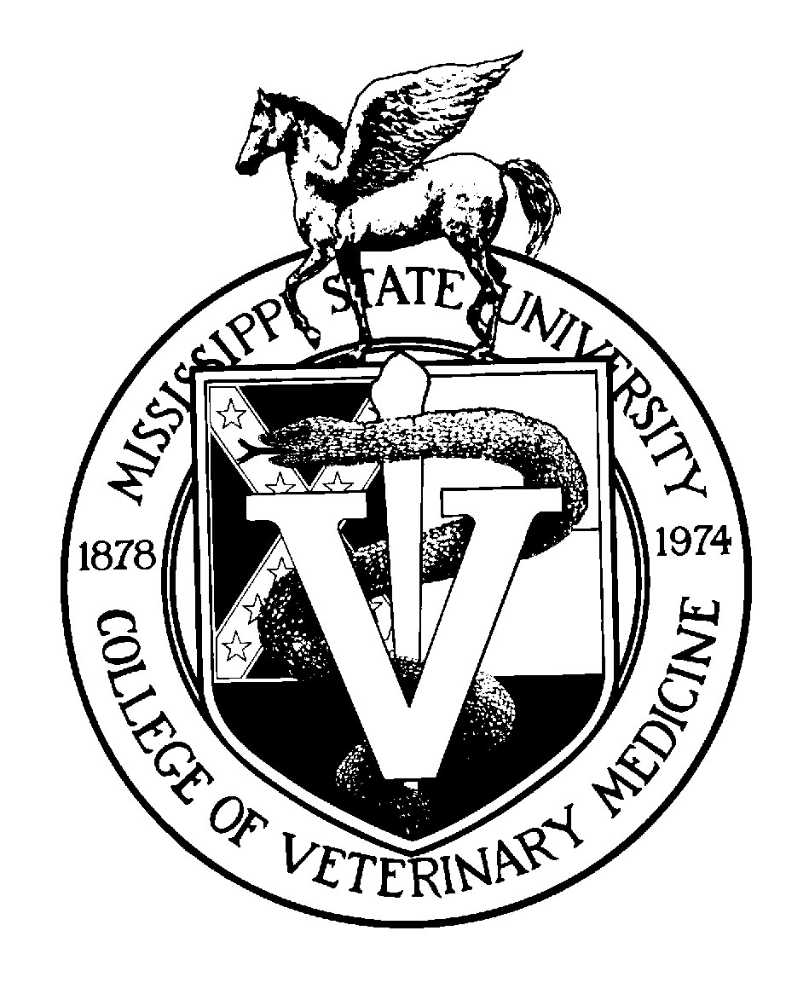 MISSISSIPPI STATE UNIVERSITY
1878
1974
COLLEGE OF VETERINARY MEDICINE
V